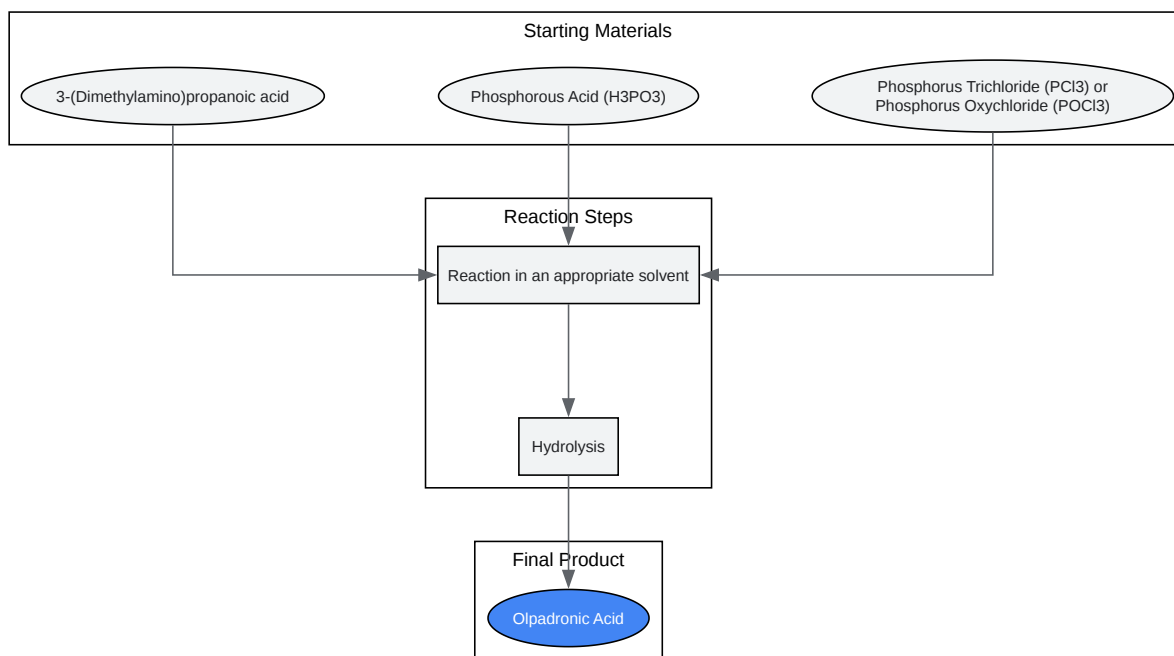 Starting Materials
3-(Dimethylamino)propanoic acid
Phosphorous Acid (H3PO3)
Phosphorus Trichloride (PCl3) or
Phosphorus Oxychloride (POCl3)
Reaction Steps
Reaction in an appropriate solvent
Hydrolysis
Final Product
Olpadronic Acid